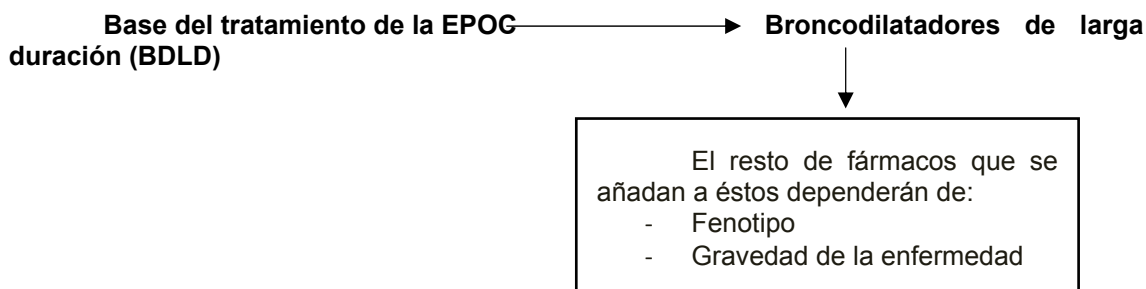 Base del tratamiento de la EPOC Broncodilatadores de larga
duración (BDLD)
El resto de fármacos que se
añadan a éstos dependerán de:
- Fenotipo
- Gravedad de la enfermedad